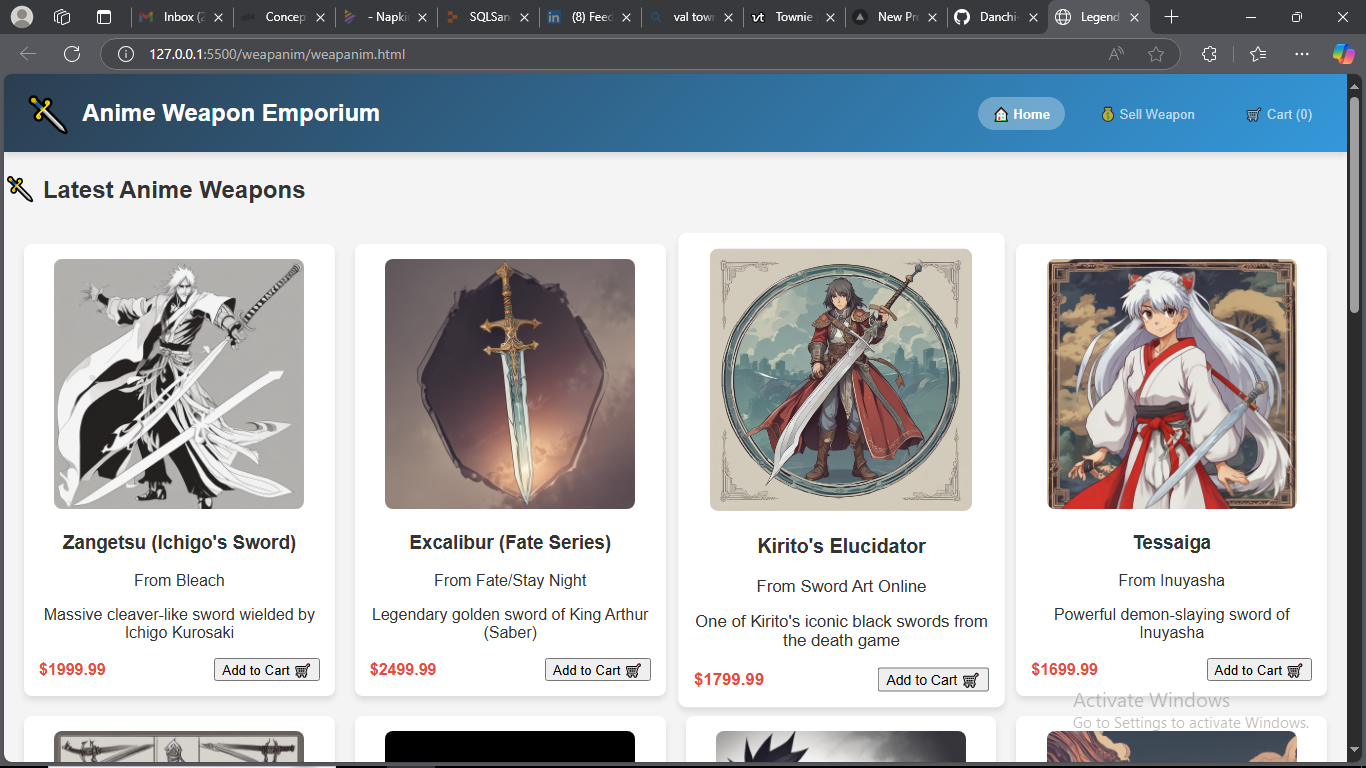 Inbox (2
Concep
- Napki
SQLSan
(8) Feed
val town
Townie
New Pro
Danchi-
Legend
127.0.0.1:5500/weapanim/weapanim.html
Anime Weapon Emporium
Home
Sell Weapon
Cart (0)
Latest Anime Weapons
Zangetsu (Ichigo's Sword)
From Bleach
Massive cleaver-like sword wielded by
Ichigo Kurosaki
$1999.99
Add to Cart
Excalibur (Fate Series)
From Fate/Stay Night
Legendary golden sword of King Arthur
(Saber)
$2499.99
Add to Cart
Kirito's Elucidator
From Sword Art Online
One of Kirito's iconic black swords from
the death game
$1799.99
Add to Cart
Tessaiga
From Inuyasha
Powerful demon-slaying sword of
Inuyasha
$1699.99
Add to Cart
Activate Windows
Go to Settings to activate Windows.